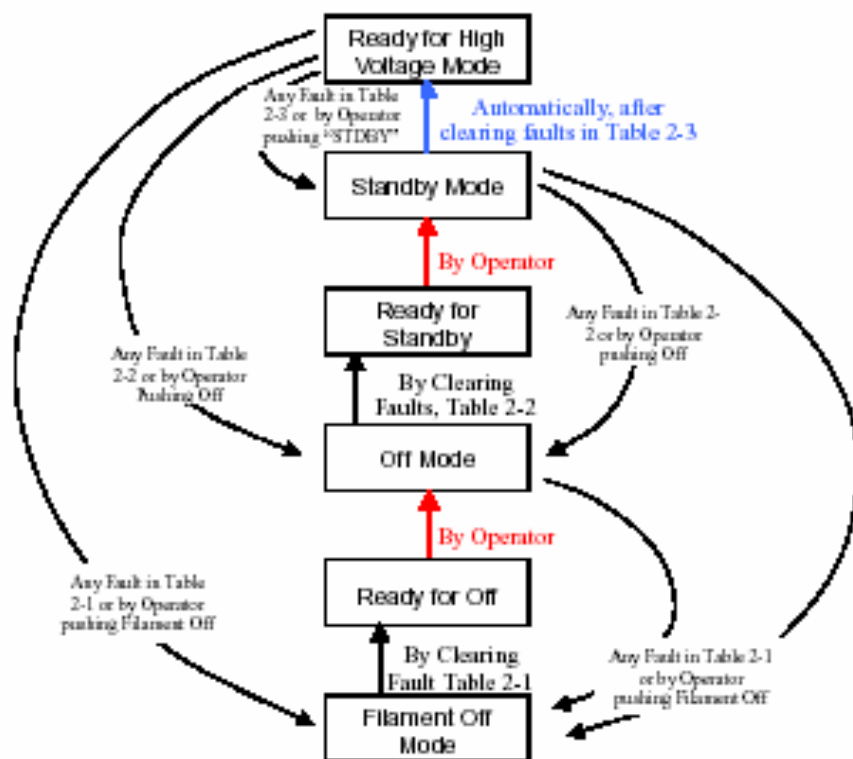 Ready for High
Voltage Mode
Any Fault in Table
2-3 or by Operator
pushing "STDBY"
Automatically, after
clearing faults in Table 2-3
Standby Mode
By Operator
Ready for
Standby
Any Fault in Table 2-
2 or by Operator
pushing Off
Any Fault in Table
2-2 or by Operator
Pushing Off
By Clearing
Faults, Table 2-2
Off Mode
By Operator
Ready for Off
Any Fault in Table
2-1 or by Operator
pushing Filament Off
By Clearing
Fault Table 2-1
Any Fault in Table 2-1
or by Operator
pushing Filament Off
Filament Off
Mode